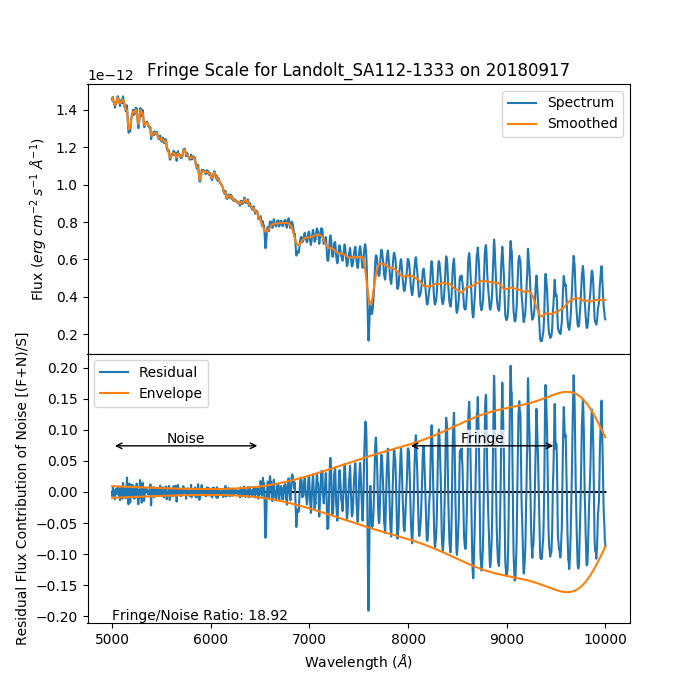 Fringe Scale for Landolt_SA112-1333 on 20180917
1e−12
Spectrum
Smoothed
1.4
1.2
1.0
0.8
0.6
0.4
0.2
Flux (erg cm⁻² s⁻¹ Å⁻¹)
Residual
Envelope
Noise
Fringe
0.20
0.15
0.10
0.05
0.00
−0.05
−0.10
−0.15
−0.20
Residual Flux Contribution of Noise [(F+N)/S]
Fringe/Noise Ratio: 18.92
5000 6000 7000 8000 9000 10000
Wavelength (Å)